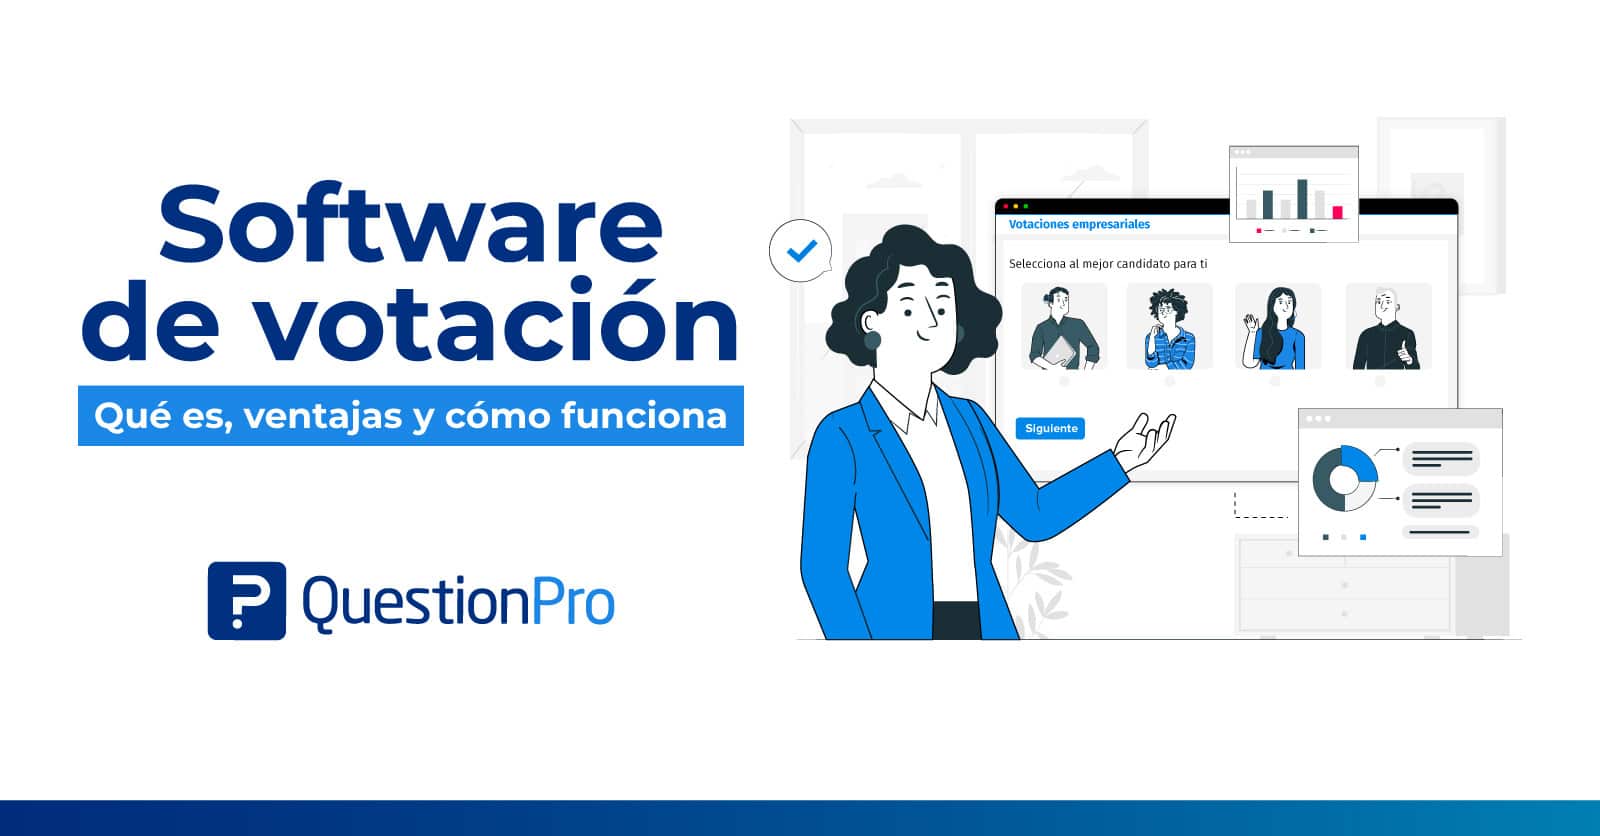 Software
de votación
Qué es, ventajas y cómo funciona
QuestionPro
Votaciones empresariales
Selecciona al mejor candidato para ti
Siguiente